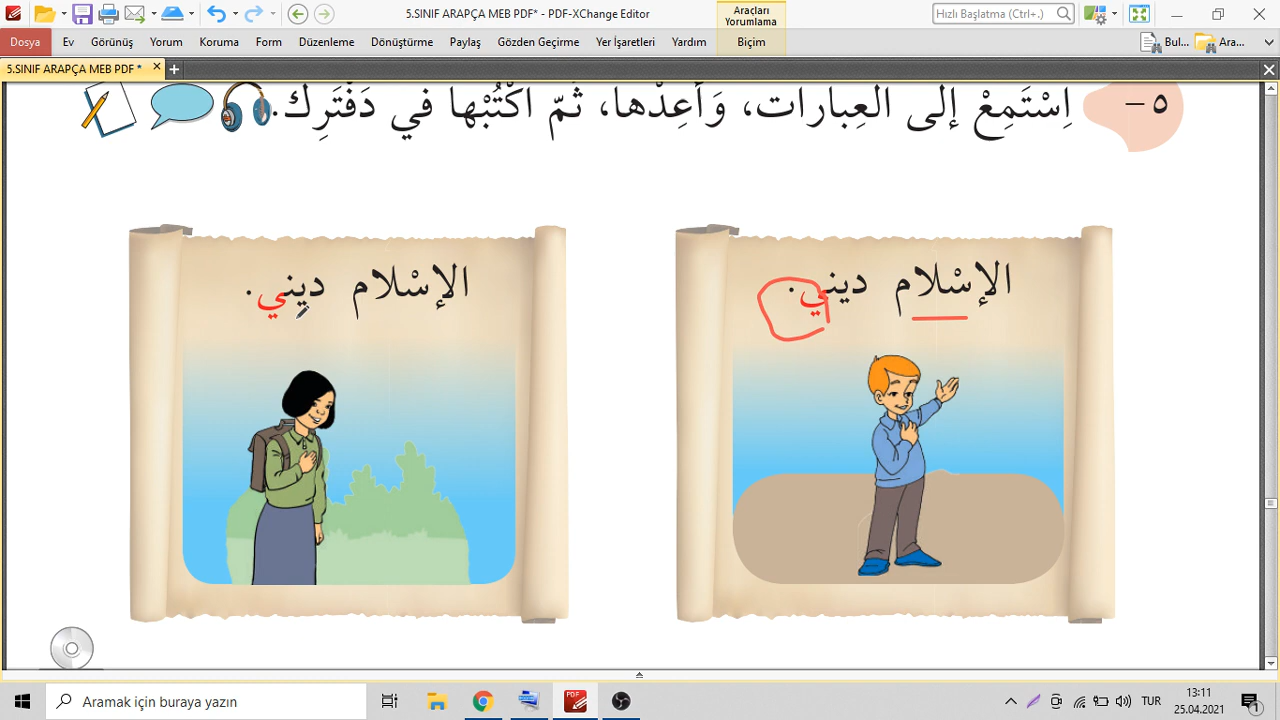 5.SINIF ARAPÇA MEB PDF* - PDF-XChange Editor
Araçları
Yorumlama
Hızlı Başlatma (Ctrl+.)
Dosya Ev Görünüş Yorum Koruma Form Düzenleme Dönüştürme Paylaş Gözden Geçirme Yer İşaretleri Yardım Biçim Bul... Ara...
5.SINIF ARAPÇA MEB PDF *
٥ – اِسْتَمِعْ إلى العِبارات، وَأَعِدْها، ثُمّ اكْتُبْها في دَفْتَرِك.
الإسْلام ديني.
الإسْلام ديني.
PDF
Aramak için buraya yazın
TUR
13:11
25.04.2021
1